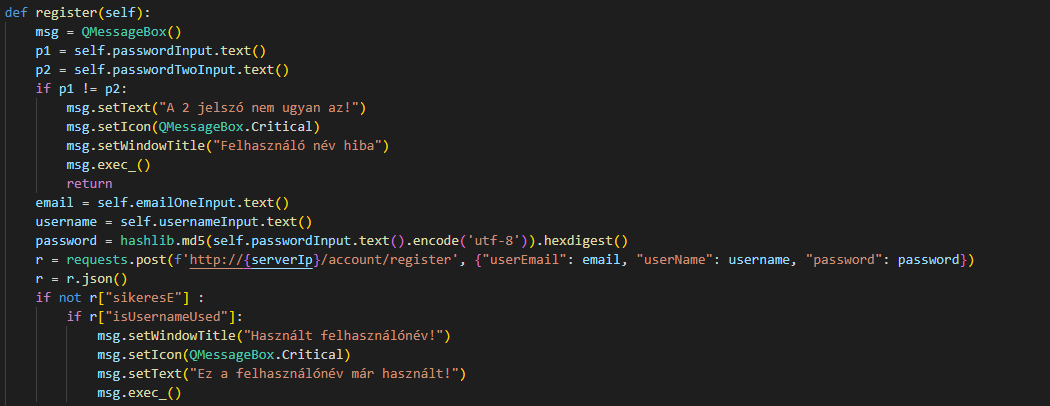 def register(self):
    msg = QMessageBox()
    p1 = self.passwordInput.text()
    p2 = self.passwordTwoInput.text()
    if p1 != p2:
        msg.setText("A 2 jelszó nem ugyan az!")
        msg.setIcon(QMessageBox.Critical)
        msg.setWindowTitle("Felhasználó név hiba")
        msg.exec_()
        return
    email = self.emailOneInput.text()
    username = self.usernameInput.text()
    password = hashlib.md5(self.passwordInput.text().encode('utf-8')).hexdigest()
    r = requests.post(f'http://{serverIp}/account/register', {"userEmail": email, "userName": username, "password": password})
    r = r.json()
    if not r["sikeresE"] :
        if r["isUsernameUsed"]:
            msg.setWindowTitle("Használt felhasználónév!")
            msg.setIcon(QMessageBox.Critical)
            msg.setText("Ez a felhasználónév már használt!")
            msg.exec_()